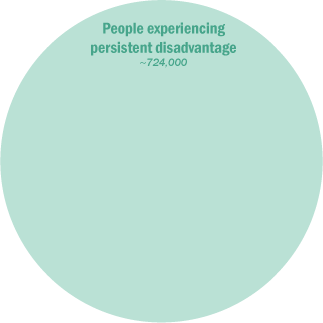 People experiencing
persistent disadvantage
~724,000